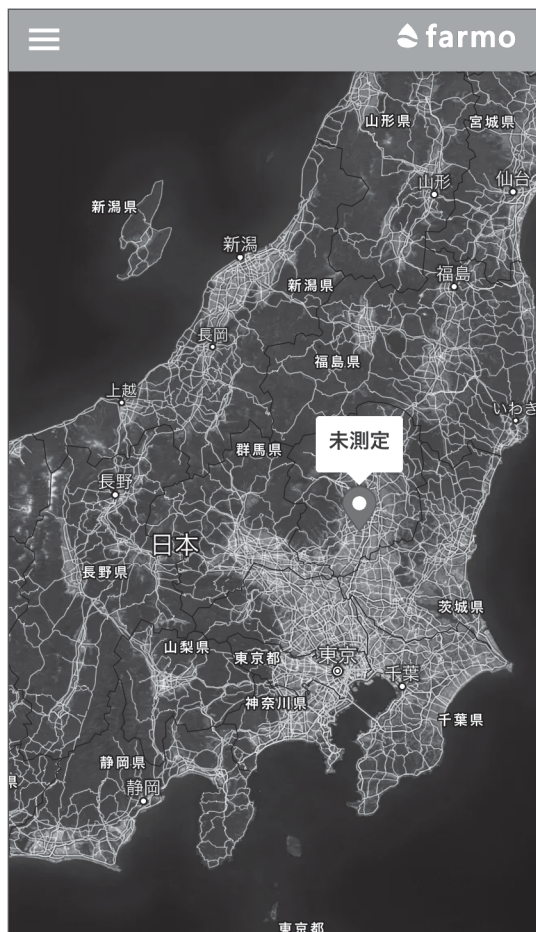 farmo
山形県
宮城県
山形
仙台
新潟県
新潟
福島
新潟県
長岡
福島県
上越
いわき
未測定
群馬県
長野
日本
長野県
茨城県
山梨県
東京都
東京
千葉
神奈川県
千葉県
静岡県
県
静岡
東京都